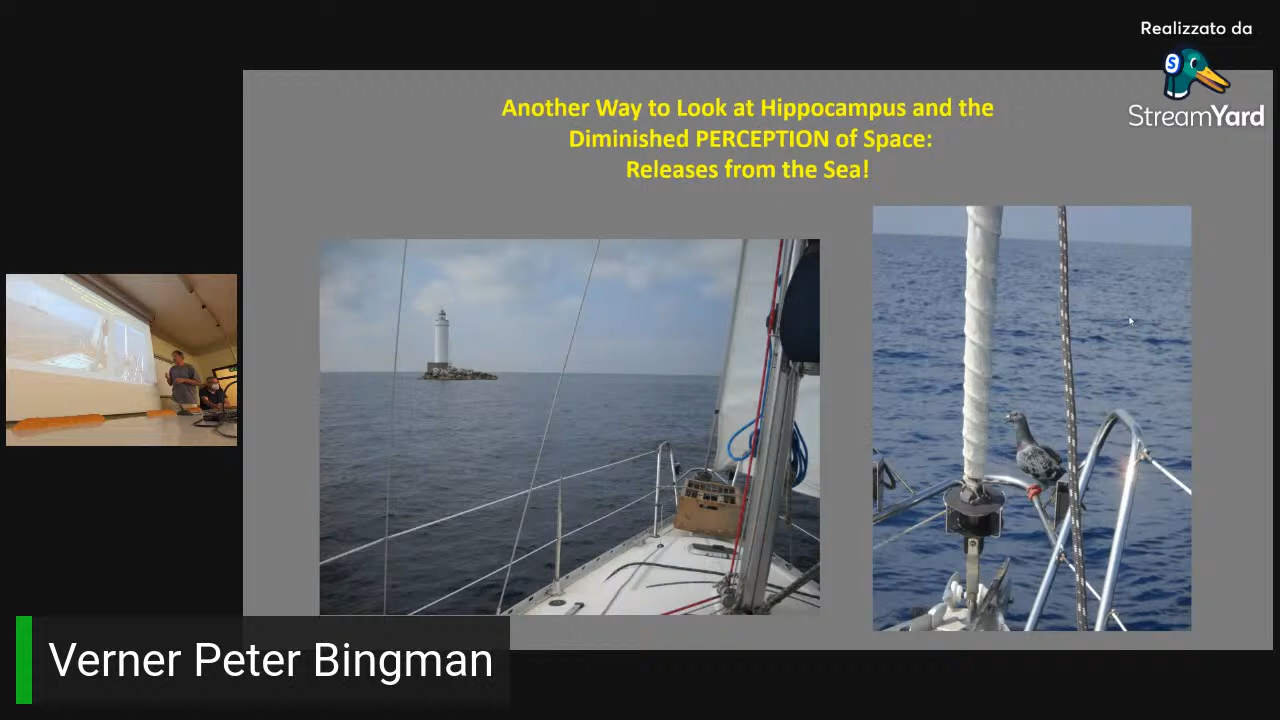 Realizzato da
S
StreamYard
Another Way to Look at Hippocampus and the
Diminished PERCEPTION of Space:
Releases from the Sea!
Verner Peter Bingman